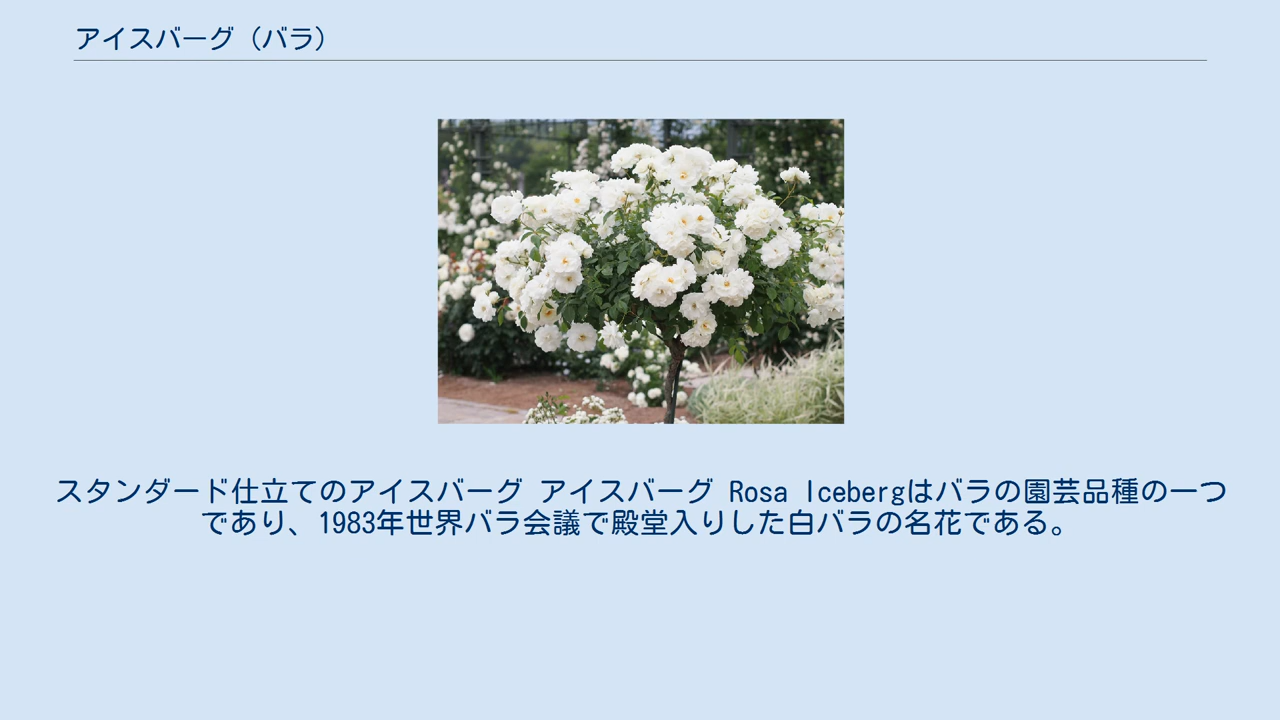 アイスバーグ（バラ）
スタンダード仕立てのアイスバーグ アイスバーグ Rosa Icebergはバラの園芸品種の一つ
であり、1983年世界バラ会議で殿堂入りした白バラの名花である。